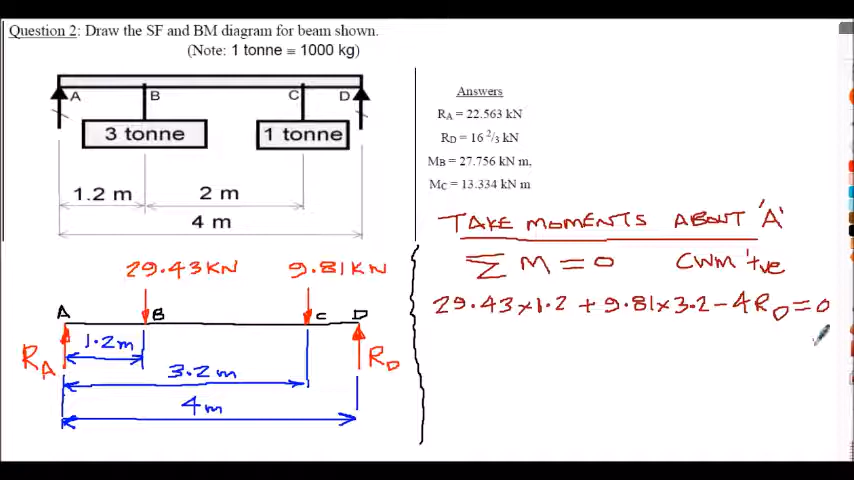 Question 2: Draw the SF and BM diagram for beam shown.
(Note: 1 tonne = 1000 kg)
A B C D
3 tonne 1 tonne
1.2 m 2 m
4 m
Answers
RA = 22.563 kN
RD = 16 2/3 kN
MB = 27.756 kN m,
MC = 13.334 kN m
29.43KN 9.81KN
A B C D
RA 1.2m RD
3.2m
4m
TAKE MOMENTS ABOUT 'A'
∑ M = 0 CWM '+ve
29.43×1.2 + 9.81×3.2 - 4RD = 0